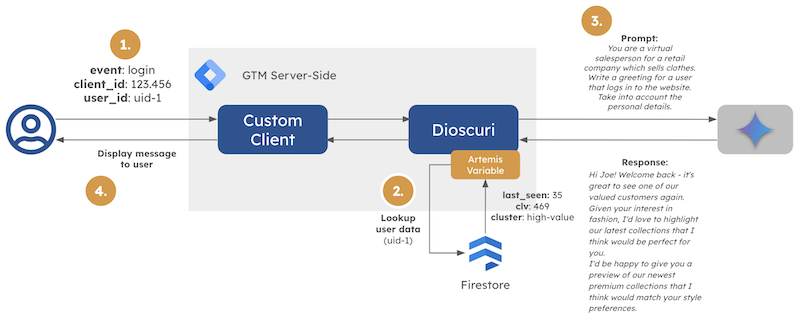 1.
event: login
client_id: 123.456
user_id: uid-1
GTM Server-Side
Custom
Client
Dioscuri
Artemis
Variable
3.
Prompt:
You are a virtual
salesperson for a retail
company which sells clothes.
Write a greeting for a user
that logs in to the website.
Take into account the
personal details.
Display message
to user
4.
2.
Lookup
user data
(uid-1)
last_seen: 35
clv: 469
cluster: high-value
Firestore
Response:
Hi Joe! Welcome back - it's
great to see one of our
valued customers again.
Given your interest in
fashion, I'd love to highlight
our latest collections that I
think would be perfect for
you.
I'd be happy to give you a
preview of our newest
premium collections that I
think would match your style
preferences.